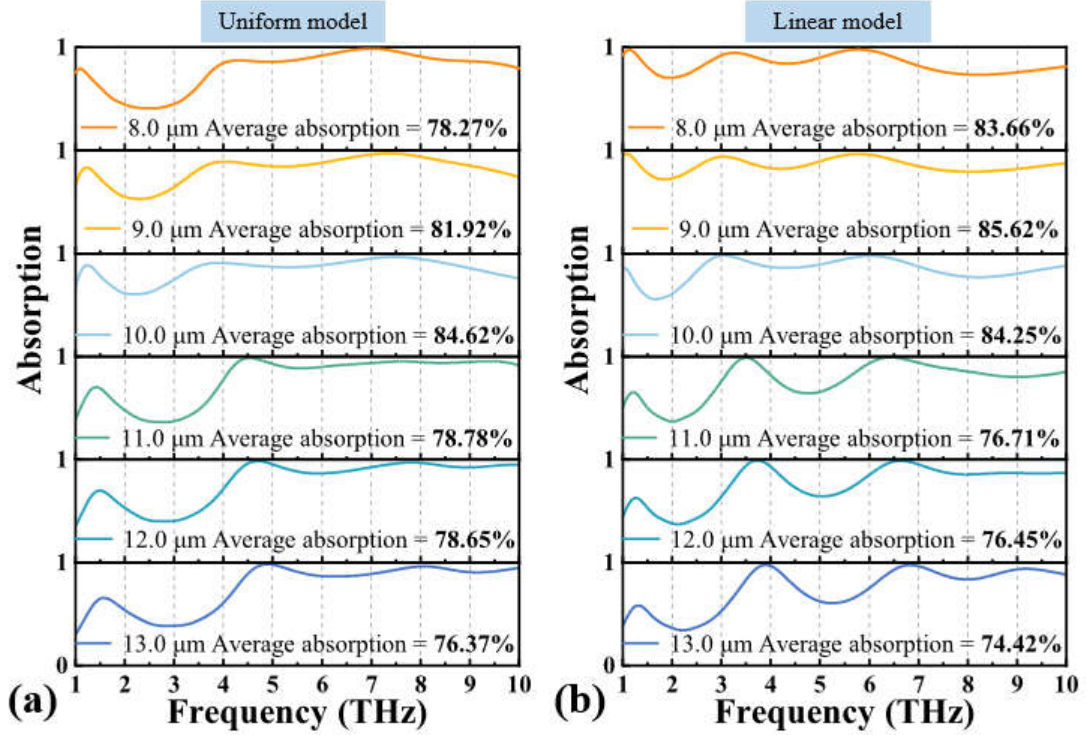 Uniform model
1
8.0 μm Average absorption = 78.27%
1
9.0 μm Average absorption = 81.92%
1
10.0 μm Average absorption = 84.62%
1
11.0 μm Average absorption = 78.78%
1
12.0 μm Average absorption = 78.65%
1
13.0 μm Average absorption = 76.37%
0
1 2 3 4 5 6 7 8 9 10
Absorption
(a) Frequency (THz)
Linear model
1
8.0 μm Average absorption = 83.66%
1
9.0 μm Average absorption = 85.62%
1
10.0 μm Average absorption = 84.25%
1
11.0 μm Average absorption = 76.71%
1
12.0 μm Average absorption = 76.45%
1
13.0 μm Average absorption = 74.42%
0
1 2 3 4 5 6 7 8 9 10
Absorption
(b) Frequency (THz)